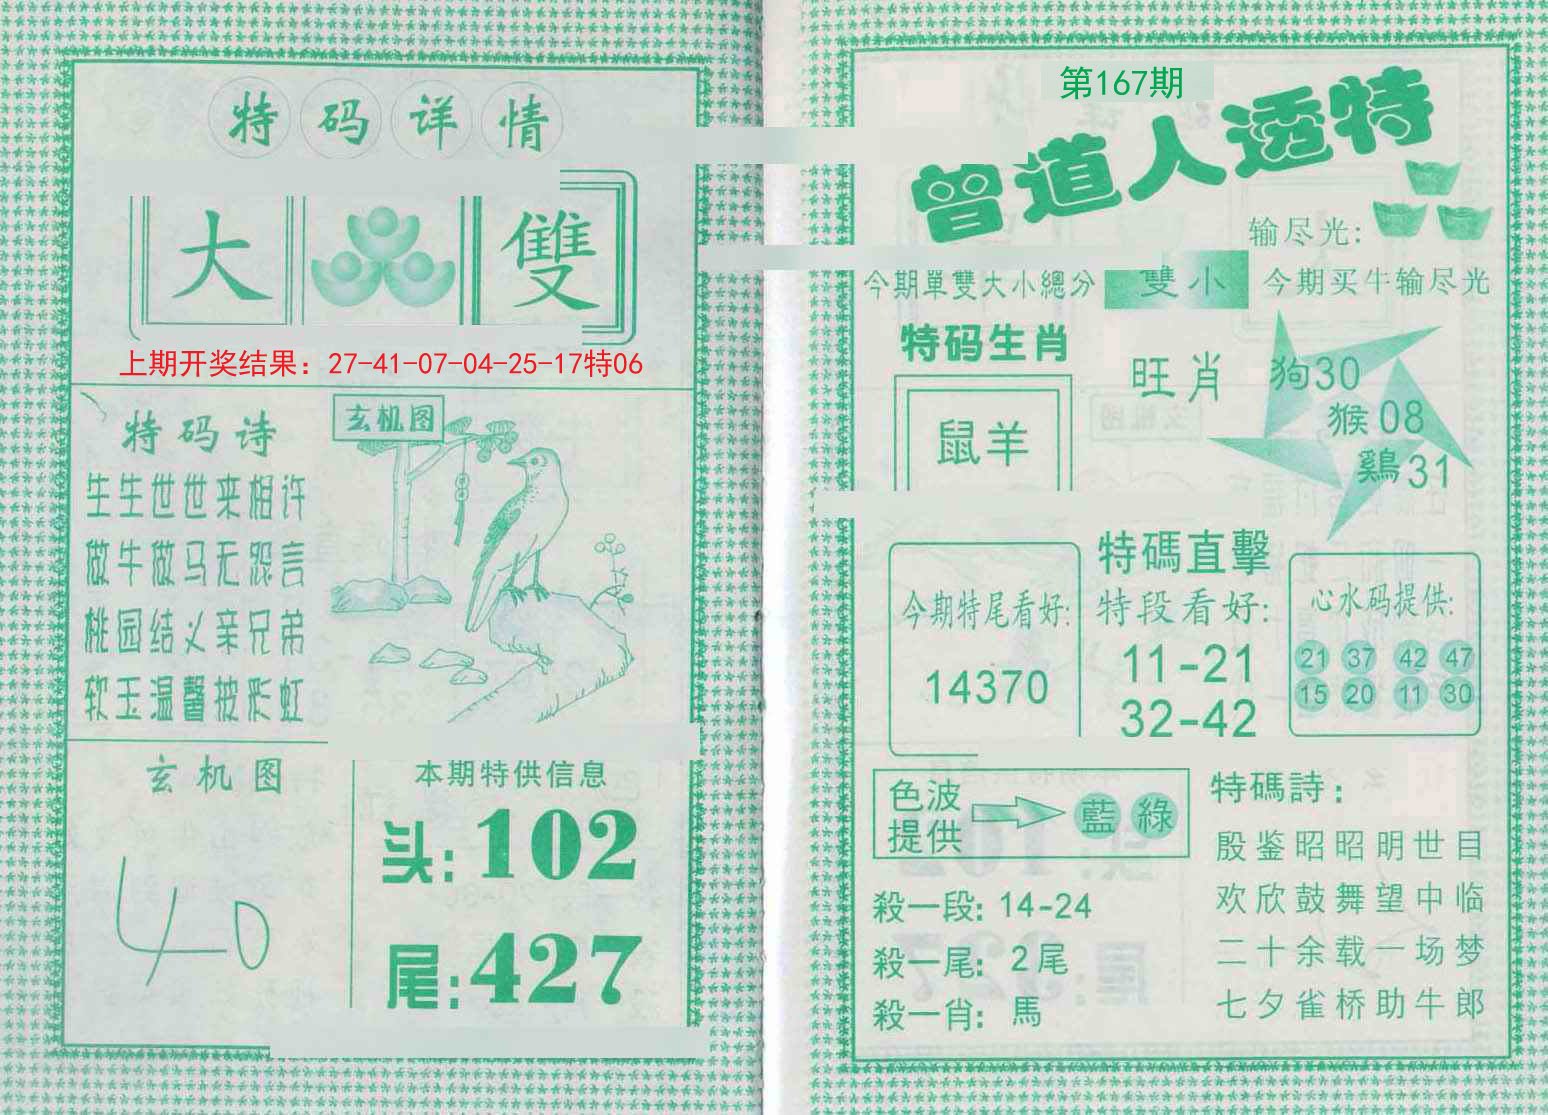 特码详情
大 雙
上期开奖结果：27-41-07-04-25-17特06
特码诗
生生世世来相许
做牛做马无怨言
桃园结义亲兄弟
软玉温馨披彩虹
玄机图
玄机图
40
本期特供信息
头:102
尾:427
第167期
曾道人透特
输尽光:
今期單雙大小總分 雙小 今期买牛输尽光
特码生肖
鼠羊
旺肖
狗30
猴08
鷄31
今期特尾看好:
14370
特碼直擊
特段看好:
11-21
32-42
心水码提供:
21 37 42 47
15 20 11 30
色波提供
藍 綠
殺一段: 14-24
殺一尾: 2尾
殺一肖: 馬
特碼詩:
殷鉴昭昭明世目
欢欣鼓舞望中临
二十余载一场梦
七夕雀桥助牛郎